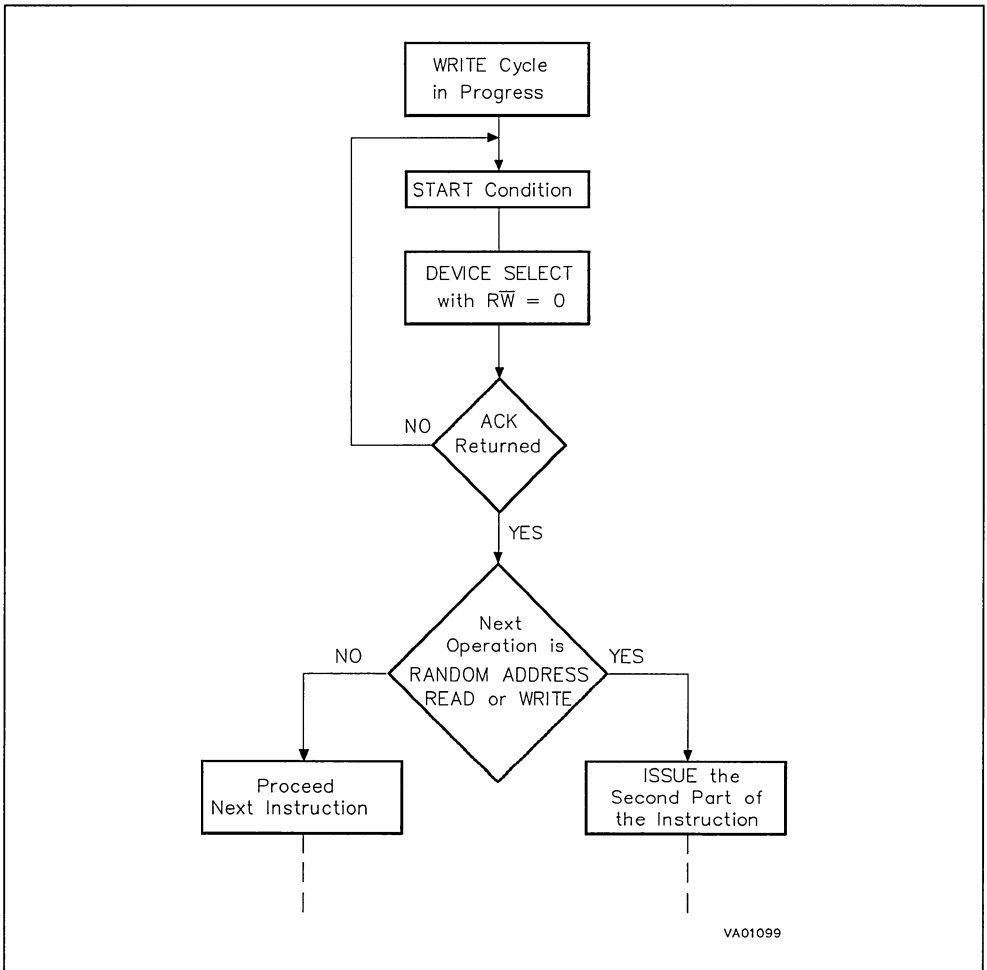 WRITE Cycle
in Progress
START Condition
DEVICE SELECT
with RW̅ = 0
ACK
Returned
NO
YES
Next
Operation is
RANDOM ADDRESS
READ or WRITE
NO
YES
Proceed
Next Instruction
ISSUE the
Second Part of
the Instruction
VA01099